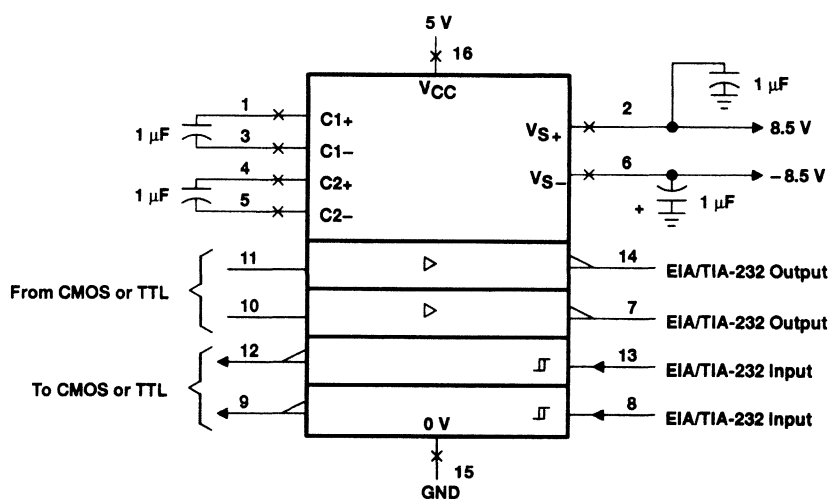 5 V
16
VCC
1 μF
1
C1+
3
C1−
1 μF
4
C2+
5
C2−
VS+
2
1 μF
8.5 V
VS−
6
− 8.5 V
+
1 μF
From CMOS or TTL
11
14
EIA/TIA-232 Output
10
7
EIA/TIA-232 Output
To CMOS or TTL
12
13
EIA/TIA-232 Input
9
8
EIA/TIA-232 Input
0 V
15
GND